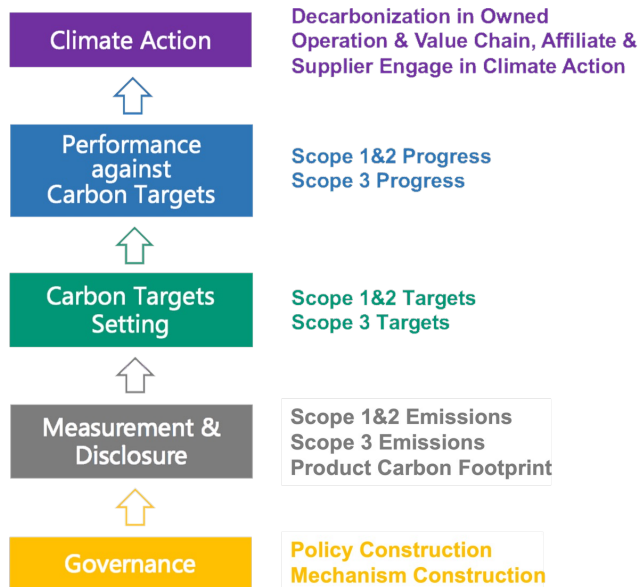 Climate Action
Decarbonization in Owned
Operation & Value Chain, Affiliate &
Supplier Engage in Climate Action
Performance
against
Carbon Targets
Scope 1&2 Progress
Scope 3 Progress
Carbon Targets
Setting
Scope 1&2 Targets
Scope 3 Targets
Measurement &
Disclosure
Scope 1&2 Emissions
Scope 3 Emissions
Product Carbon Footprint
Governance
Policy Construction
Mechanism Construction